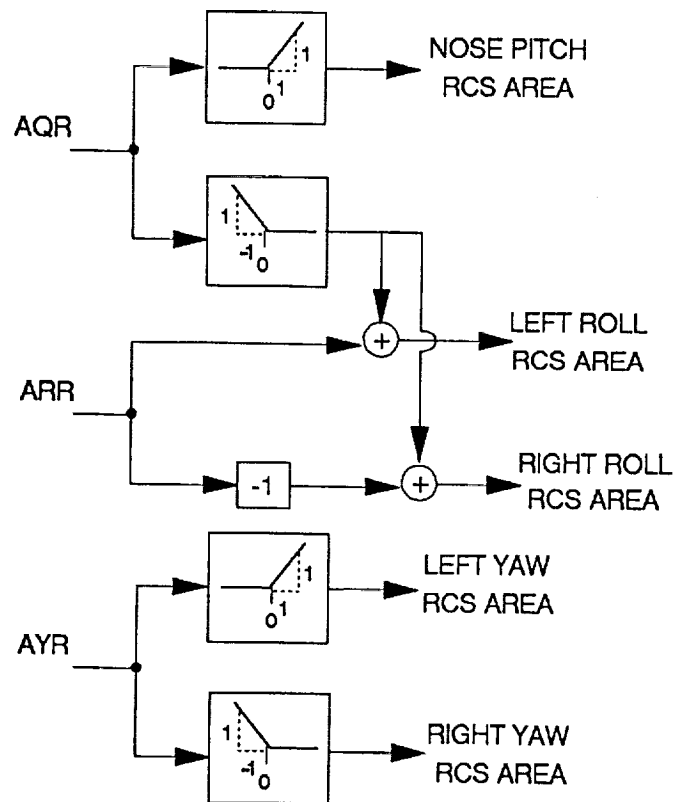 NOSE PITCH
RCS AREA
1
1
0
AQR
1
-1
0
+
LEFT ROLL
RCS AREA
ARR
-1
+
RIGHT ROLL
RCS AREA
1
1
0
LEFT YAW
RCS AREA
AYR
1
-1
0
RIGHT YAW
RCS AREA